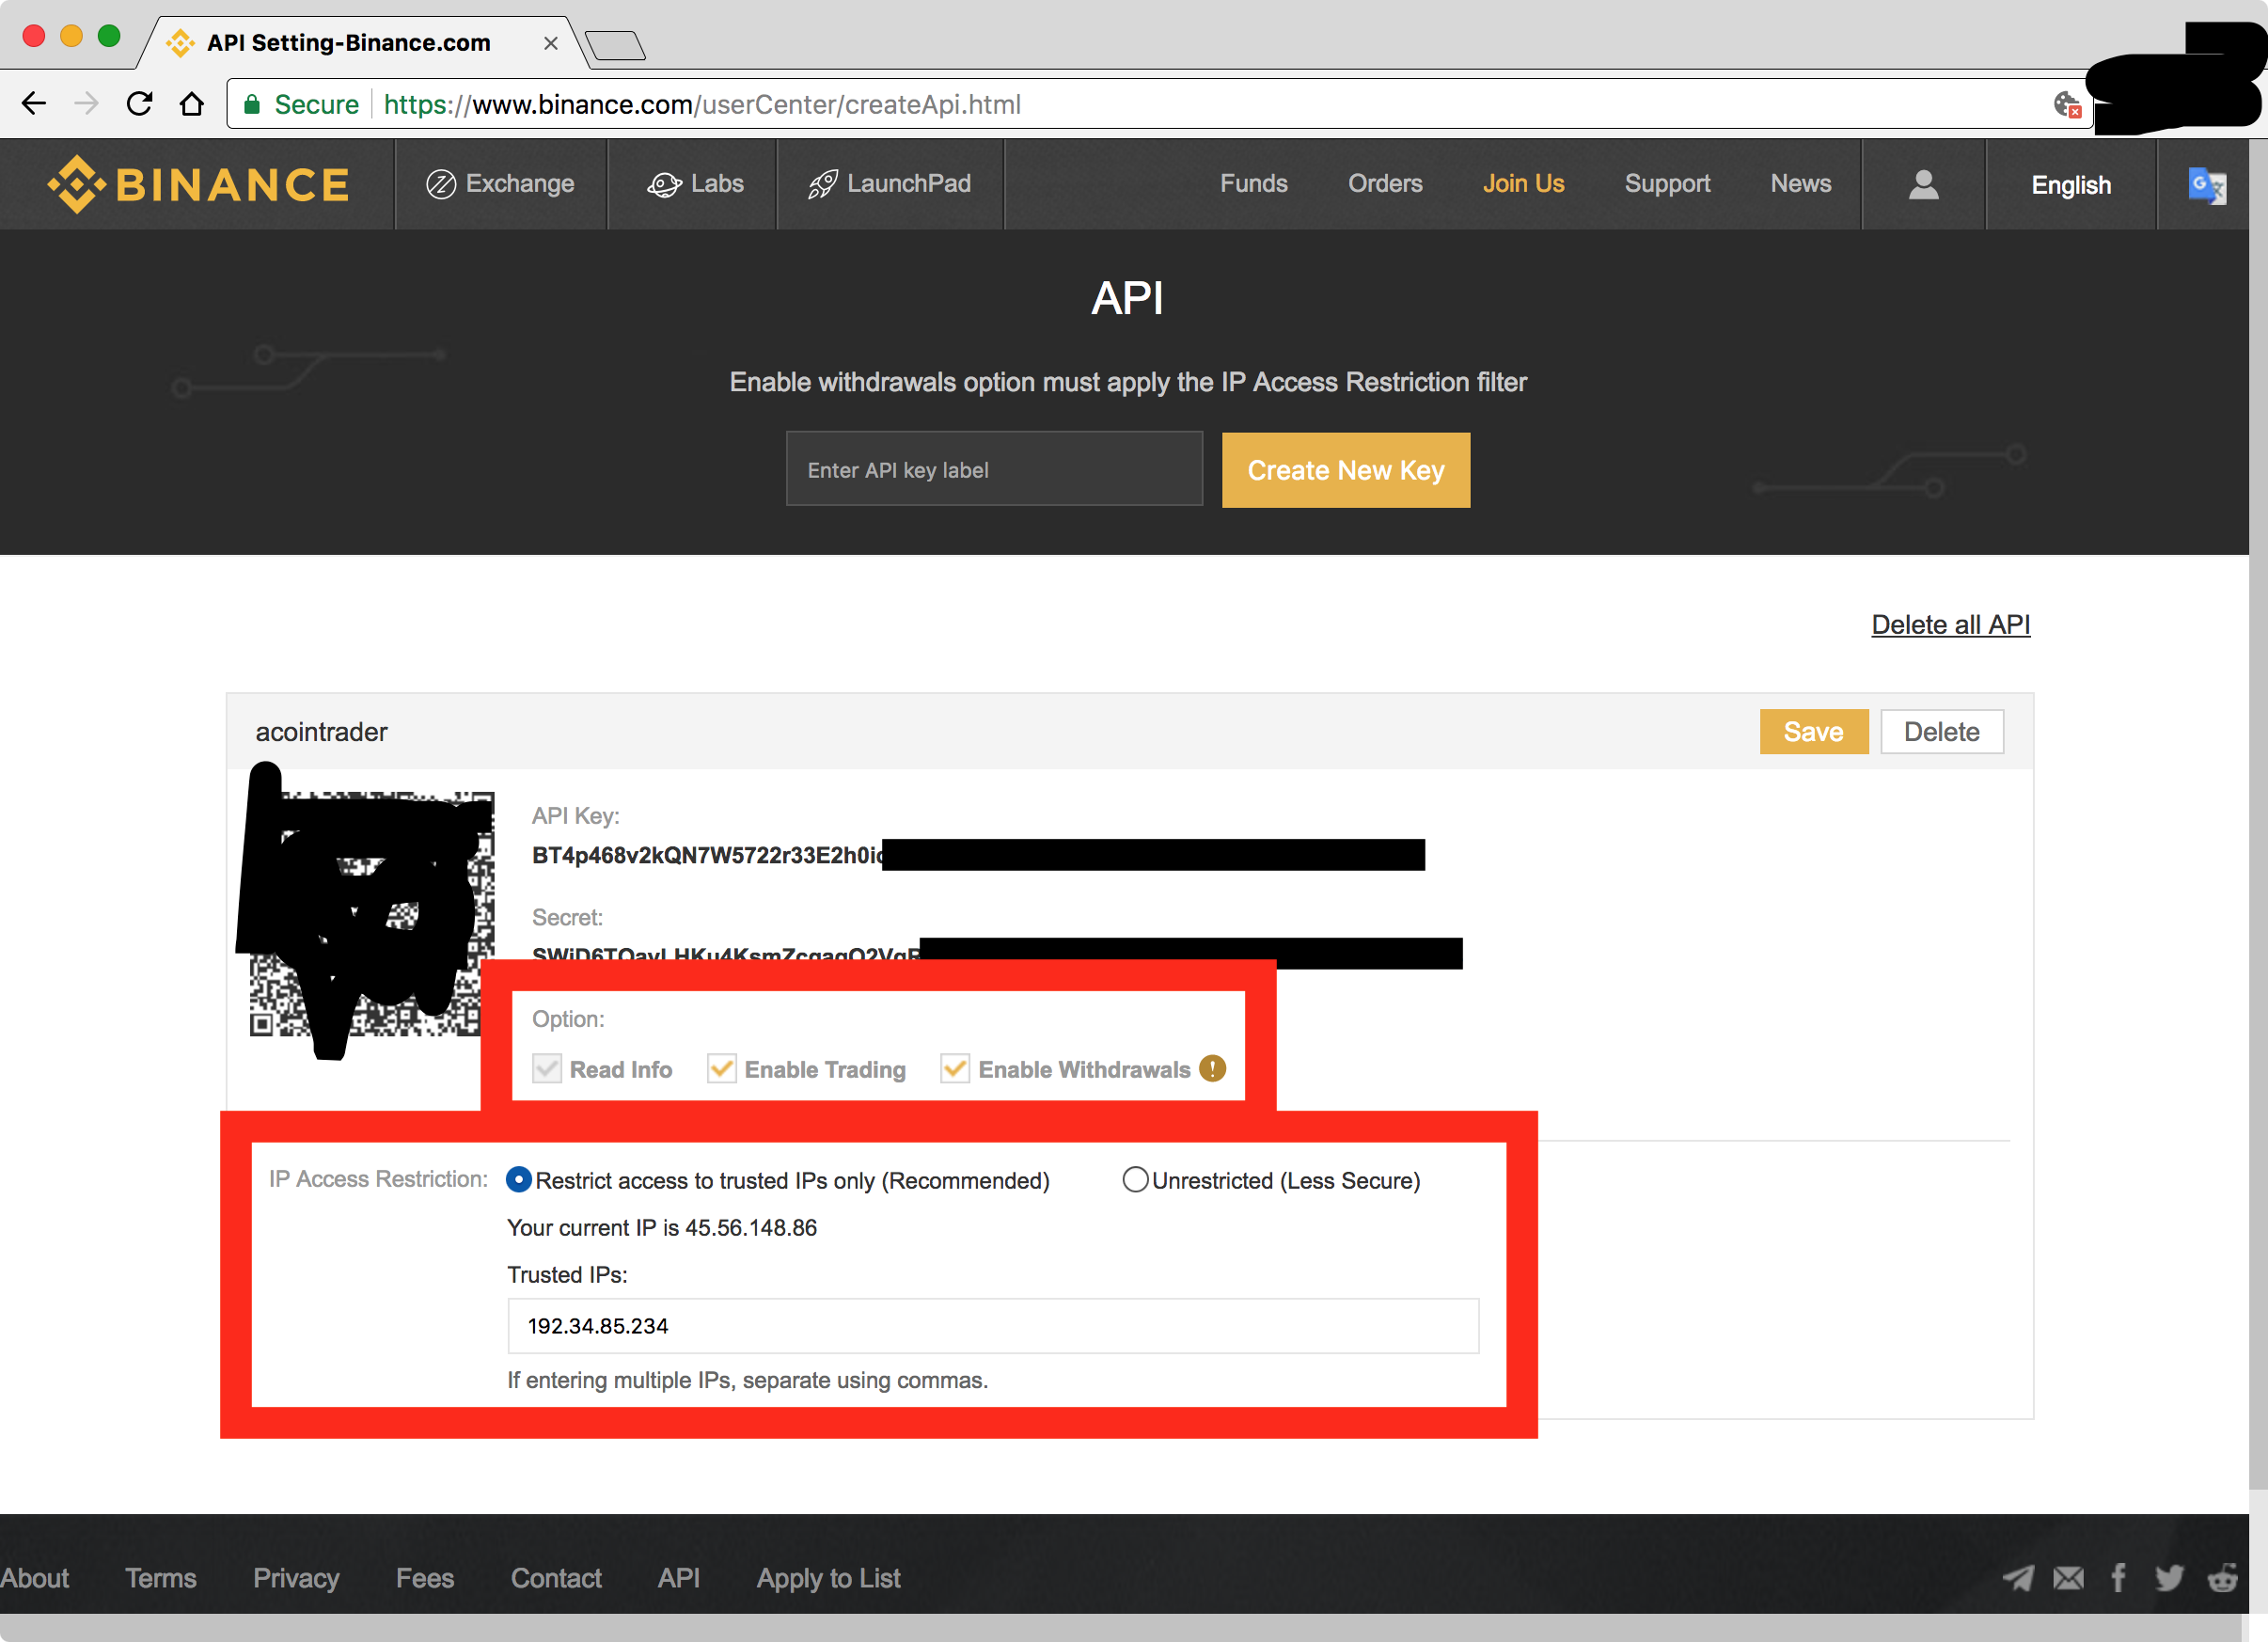 API Setting-Binance.com
Secure https://www.binance.com/userCenter/createApi.html
BINANCE Exchange Labs LaunchPad Funds Orders Join Us Support News English
API
Enable withdrawals option must apply the IP Access Restriction filter
Enter API key label Create New Key
Delete all API
acointrader Save Delete
API Key:
BT4p468v2kQN7W5722r33E2h0i
Secret:
Option:
Read Info Enable Trading Enable Withdrawals
IP Access Restriction: Restrict access to trusted IPs only (Recommended) Unrestricted (Less Secure)
Your current IP is 45.56.148.86
Trusted IPs:
192.34.85.234
If entering multiple IPs, separate using commas.
About Terms Privacy Fees Contact API Apply to List